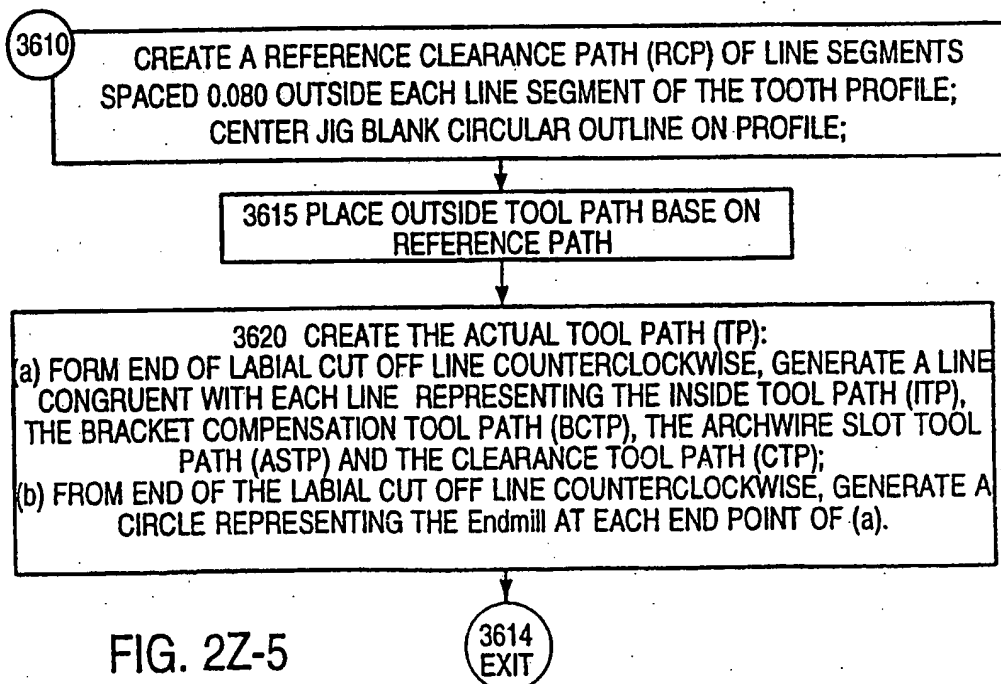 3610
CREATE A REFERENCE CLEARANCE PATH (RCP) OF LINE SEGMENTS
SPACED 0.080 OUTSIDE EACH LINE SEGMENT OF THE TOOTH PROFILE;
CENTER JIG BLANK CIRCULAR OUTLINE ON PROFILE;
3615 PLACE OUTSIDE TOOL PATH BASE ON
REFERENCE PATH
3620 CREATE THE ACTUAL TOOL PATH (TP):
(a) FORM END OF LABIAL CUT OFF LINE COUNTERCLOCKWISE, GENERATE A LINE
CONGRUENT WITH EACH LINE REPRESENTING THE INSIDE TOOL PATH (ITP),
THE BRACKET COMPENSATION TOOL PATH (BCTP), THE ARCHWIRE SLOT TOOL
PATH (ASTP) AND THE CLEARANCE TOOL PATH (CTP);
(b) FROM END OF THE LABIAL CUT OFF LINE COUNTERCLOCKWISE, GENERATE A
CIRCLE REPRESENTING THE Endmill AT EACH END POINT OF (a).
3614
EXIT
FIG. 2Z-5